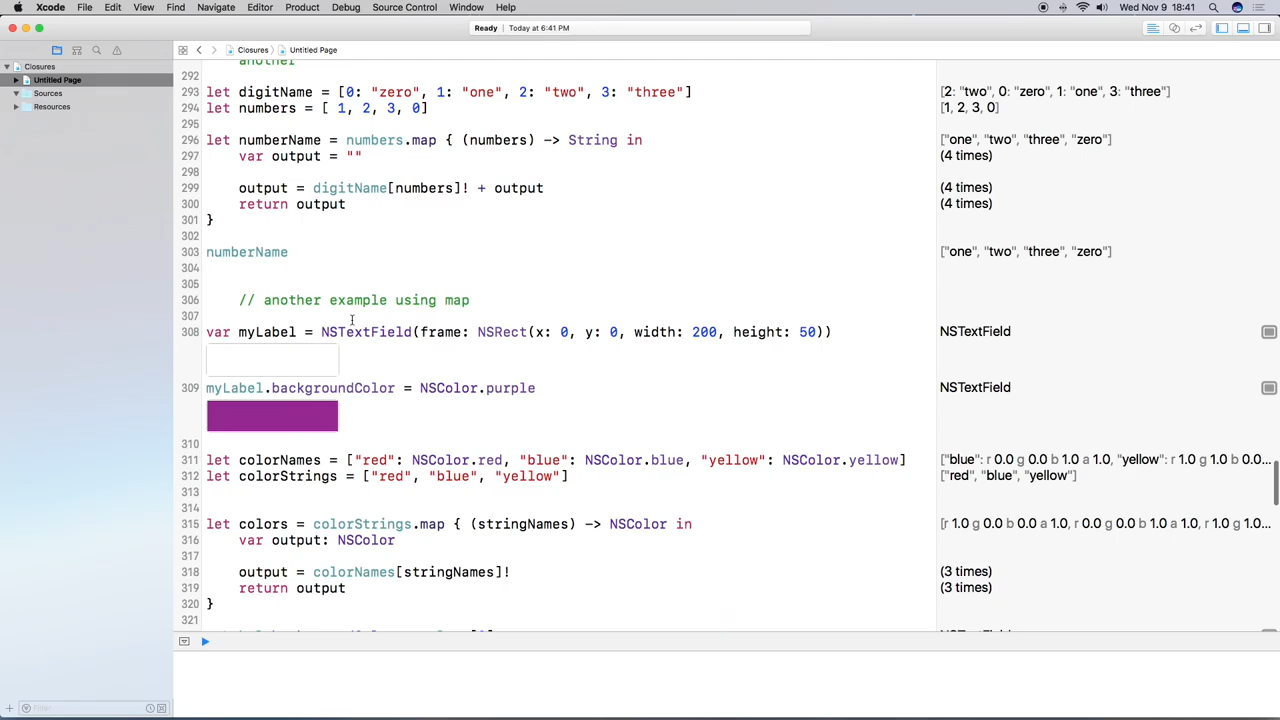 Xcode File Edit View Find Navigate Editor Product Debug Source Control Window Help Wed Nov 9 18:41
Ready Today at 6:41 PM
Closures Untitled Page
Closures
Untitled Page
Sources
Resources
another
292
293 let digitName = [0: "zero", 1: "one", 2: "two", 3: "three"] [2: "two", 0: "zero", 1: "one", 3: "three"]
294 let numbers = [ 1, 2, 3, 0] [1, 2, 3, 0]
295
296 let numberName = numbers.map { (numbers) -> String in ["one", "two", "three", "zero"]
297 var output = "" (4 times)
298
299 output = digitName[numbers]! + output (4 times)
300 return output (4 times)
301 }
302
303 numberName ["one", "two", "three", "zero"]
304
305
306 // another example using map
307
308 var myLabel = NSTextField(frame: NSRect(x: 0, y: 0, width: 200, height: 50)) NSTextField
309 myLabel.backgroundColor = NSColor.purple NSTextField
310
311 let colorNames = ["red": NSColor.red, "blue": NSColor.blue, "yellow": NSColor.yellow] ["blue": r 0.0 g 0.0 b 1.0 a 1.0, "yellow": r 1.0 g 1.0 b 0.0...
312 let colorStrings = ["red", "blue", "yellow"] ["red", "blue", "yellow"]
313
314
315 let colors = colorStrings.map { (stringNames) -> NSColor in [r 1.0 g 0.0 b 0.0 a 1.0, r 0.0 g 0.0 b 1.0 a 1.0, r 1.0 g 1.0...
316 var output: NSColor
317
318 output = colorNames[stringNames]! (3 times)
319 return output (3 times)
320 }
321
Filter